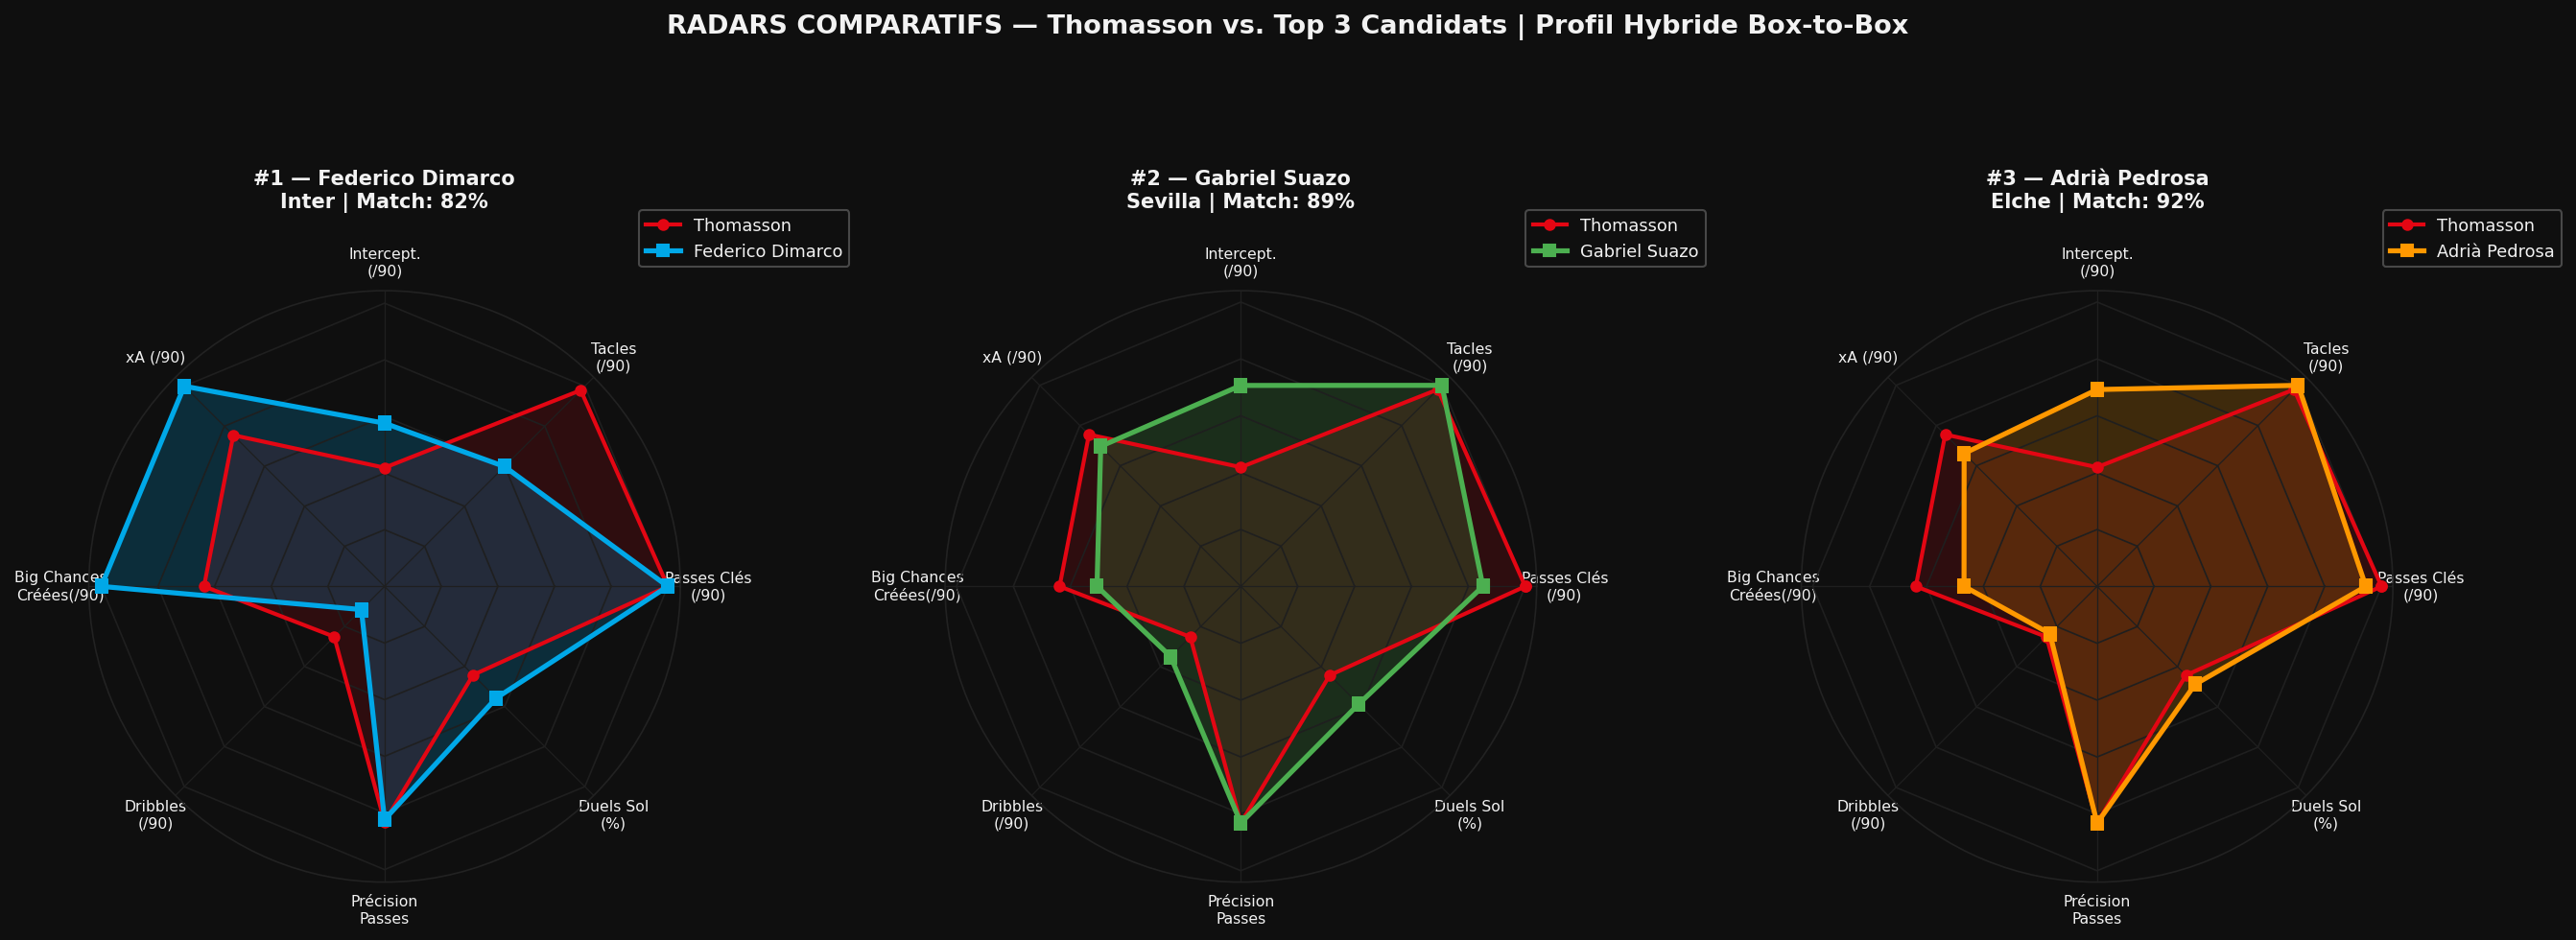 RADARS COMPARATIFS — Thomasson vs. Top 3 Candidats | Profil Hybride Box-to-Box
#1 — Federico Dimarco
Inter | Match: 82%
Thomasson
Federico Dimarco
Intercept.
(/90)
Tacles
(/90)
xA (/90)
Big Chances
Créées(/90)
Passes Clés
(/90)
Dribbles
(/90)
Duels Sol
(%)
Précision
Passes
#2 — Gabriel Suazo
Sevilla | Match: 89%
Thomasson
Gabriel Suazo
Intercept.
(/90)
Tacles
(/90)
xA (/90)
Big Chances
Créées(/90)
Passes Clés
(/90)
Dribbles
(/90)
Duels Sol
(%)
Précision
Passes
#3 — Adrià Pedrosa
Elche | Match: 92%
Thomasson
Adrià Pedrosa
Intercept.
(/90)
Tacles
(/90)
xA (/90)
Big Chances
Créées(/90)
Passes Clés
(/90)
Dribbles
(/90)
Duels Sol
(%)
Précision
Passes